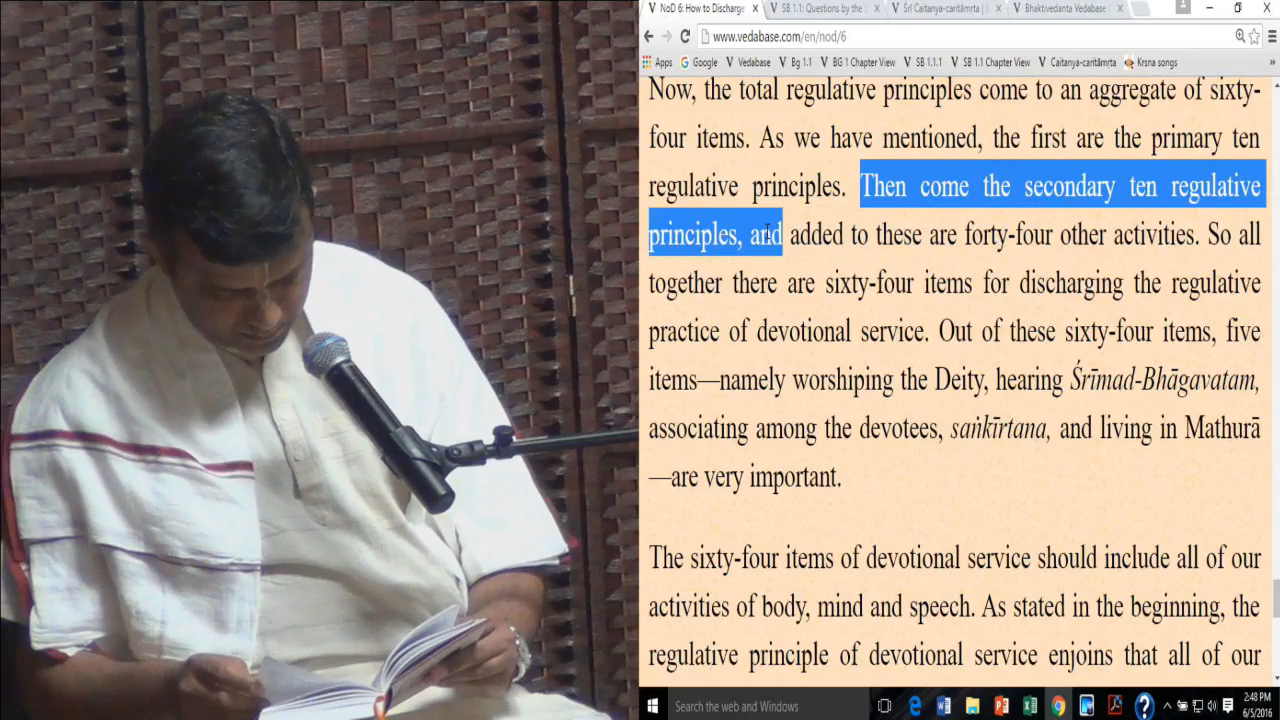 NoD 6: How to Discharge
SB 1.1: Questions by the
Śrī Caitanya-caritāmṛta |
Bhaktivedanta Vedabase
www.vedabase.com/en/nod/6
Apps Google Vedabase Bg 1.1 BG 1 Chapter View SB 1.1.1 SB 1.1 Chapter View Caitanya-caritāmṛta Krsna songs »
Now, the total regulative principles come to an aggregate of sixty-
four items. As we have mentioned, the first are the primary ten
regulative principles. Then come the secondary ten regulative
principles, and added to these are forty-four other activities. So all
together there are sixty-four items for discharging the regulative
practice of devotional service. Out of these sixty-four items, five
items—namely worshiping the Deity, hearing Śrīmad-Bhāgavatam,
associating among the devotees, saṅkīrtana, and living in Mathurā
—are very important.
The sixty-four items of devotional service should include all of our
activities of body, mind and speech. As stated in the beginning, the
regulative principle of devotional service enjoins that all of our
Search the web and Windows
2:48 PM
6/5/2016